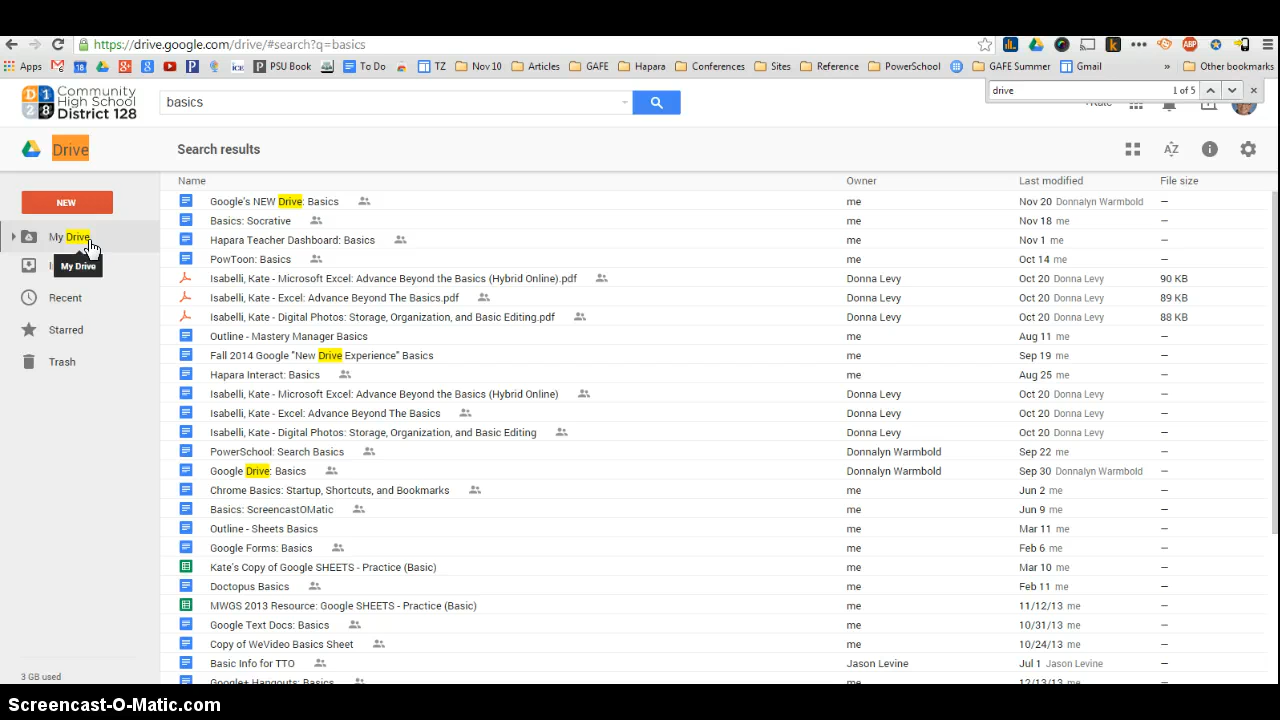 https://drive.google.com/drive/#search?q=basics
Apps 18 PSU Book To Do TZ Nov 10 Articles GAFE Hapara Conferences Sites Reference PowerSchool GAFE Summer Gmail » Other bookmarks
drive 1 of 5
D 1 2 8 Community High School District 128
basics
+Kate
Drive
Search results
NEW
My Drive
My Drive
Recent
Starred
Trash
3 GB used
Name Owner Last modified File size
Google's NEW Drive: Basics me Nov 20 Donnalyn Warmbold —
Basics: Socrative me Nov 18 me —
Hapara Teacher Dashboard: Basics me Nov 1 me —
PowToon: Basics me Oct 14 me —
Isabelli, Kate - Microsoft Excel: Advance Beyond the Basics (Hybrid Online).pdf Donna Levy Oct 20 Donna Levy 90 KB
Isabelli, Kate - Excel: Advance Beyond The Basics.pdf Donna Levy Oct 20 Donna Levy 89 KB
Isabelli, Kate - Digital Photos: Storage, Organization, and Basic Editing.pdf Donna Levy Oct 20 Donna Levy 88 KB
Outline - Mastery Manager Basics me Aug 11 me —
Fall 2014 Google "New Drive Experience" Basics me Sep 19 me —
Hapara Interact: Basics me Aug 25 me —
Isabelli, Kate - Microsoft Excel: Advance Beyond the Basics (Hybrid Online) Donna Levy Oct 20 Donna Levy —
Isabelli, Kate - Excel: Advance Beyond The Basics Donna Levy Oct 20 Donna Levy —
Isabelli, Kate - Digital Photos: Storage, Organization, and Basic Editing Donna Levy Oct 20 Donna Levy —
PowerSchool: Search Basics Donnalyn Warmbold Sep 22 me —
Google Drive: Basics Donnalyn Warmbold Sep 30 Donnalyn Warmbold —
Chrome Basics: Startup, Shortcuts, and Bookmarks me Jun 2 me —
Basics: ScreencastOMatic me Jun 9 me —
Outline - Sheets Basics me Mar 11 me —
Google Forms: Basics me Feb 6 me —
Kate's Copy of Google SHEETS - Practice (Basic) me Mar 10 me —
Doctopus Basics me Feb 11 me —
MWGS 2013 Resource: Google SHEETS - Practice (Basic) me 11/12/13 me —
Google Text Docs: Basics me 10/31/13 me —
Copy of WeVideo Basics Sheet me 10/24/13 me —
Basic Info for TTO Jason Levine Jul 1 Jason Levine —
Google+ Hangouts: Basics me 12/13/13 me —
Screencast-O-Matic.com